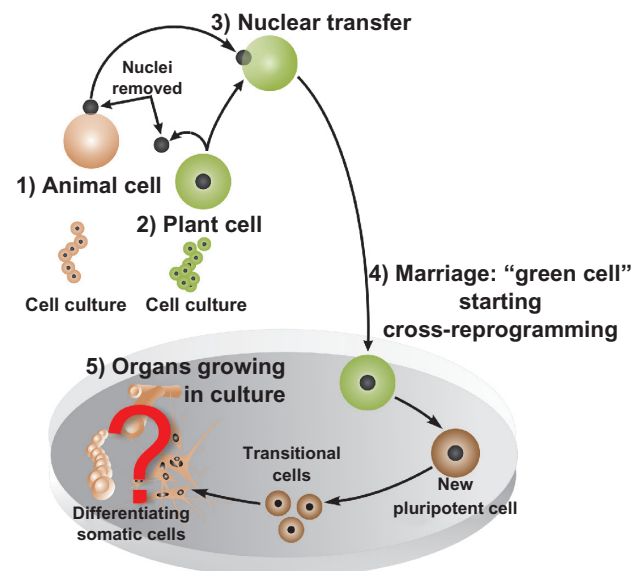 3) Nuclear transfer
Nuclei
removed
1) Animal cell
2) Plant cell
Cell culture
Cell culture
4) Marriage: “green cell”
starting
cross-reprogramming
5) Organs growing
in culture
?
Transitional
cells
New
pluripotent cell
Differentiating
somatic cells